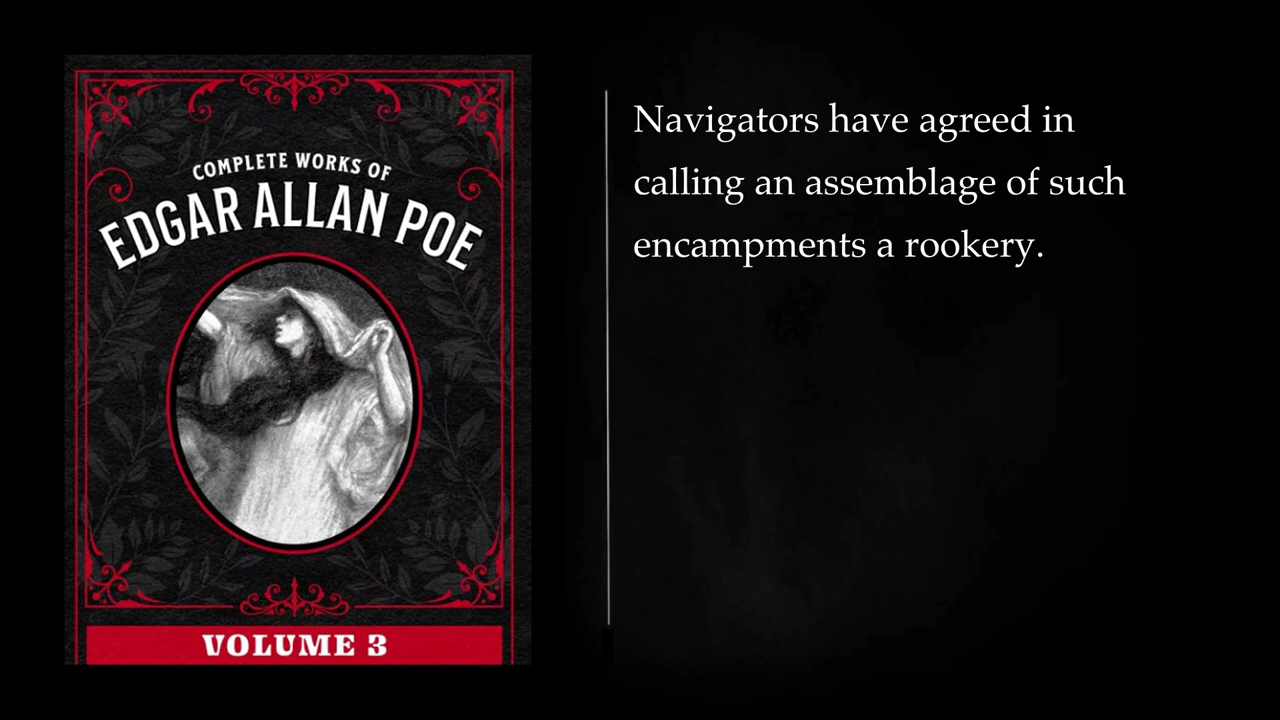 COMPLETE WORKS OF
EDGAR ALLAN POE
VOLUME 3
Navigators have agreed in
calling an assemblage of such
encampments a rookery.